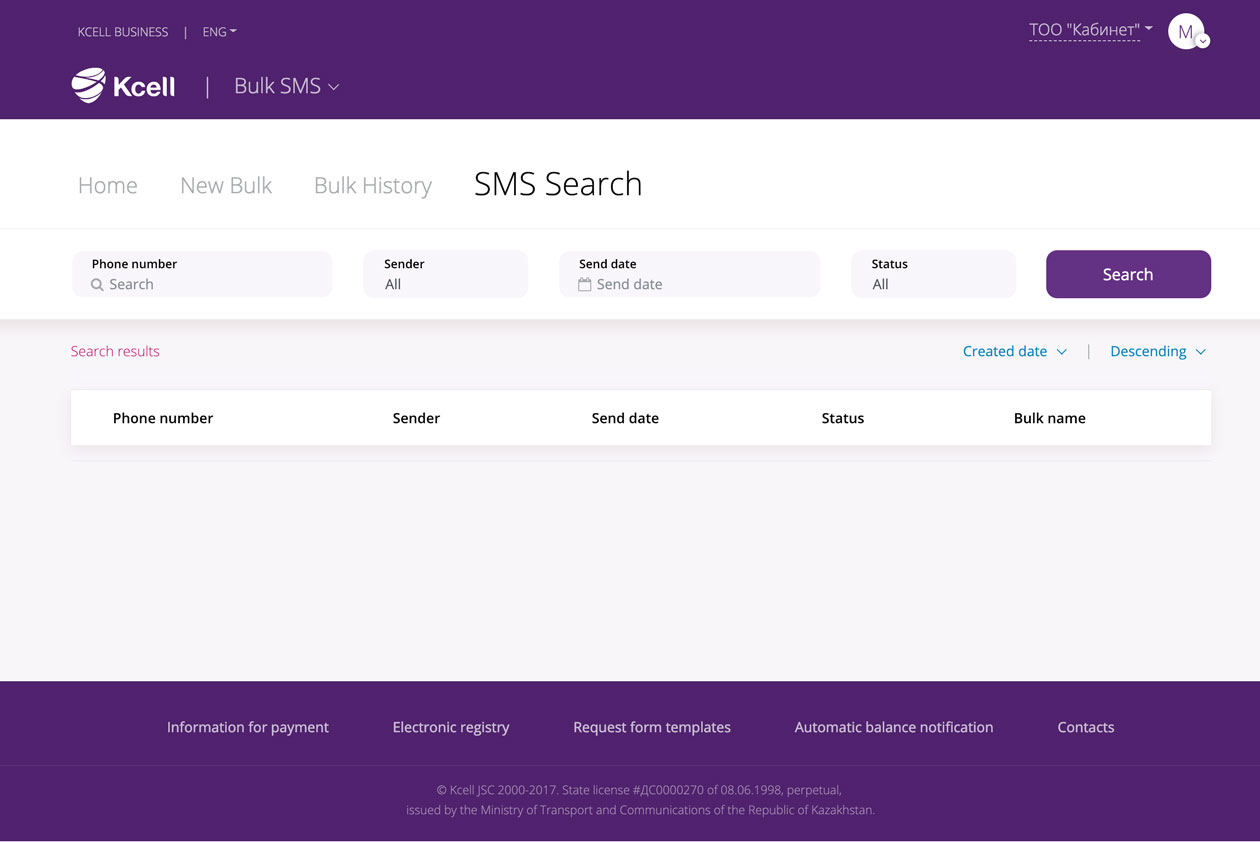 KCELL BUSINESS | ENG
ТОО "Кабинет" M
Kcell | Bulk SMS
Home New Bulk Bulk History SMS Search
Phone number Sender Send date Status
Search All Send date All Search
Search results Created date | Descending
Phone number Sender Send date Status Bulk name
Information for payment Electronic registry Request form templates Automatic balance notification Contacts
© Kcell JSC 2000-2017. State license #ДС0000270 of 08.06.1998, perpetual,
issued by the Ministry of Transport and Communications of the Republic of Kazakhstan.